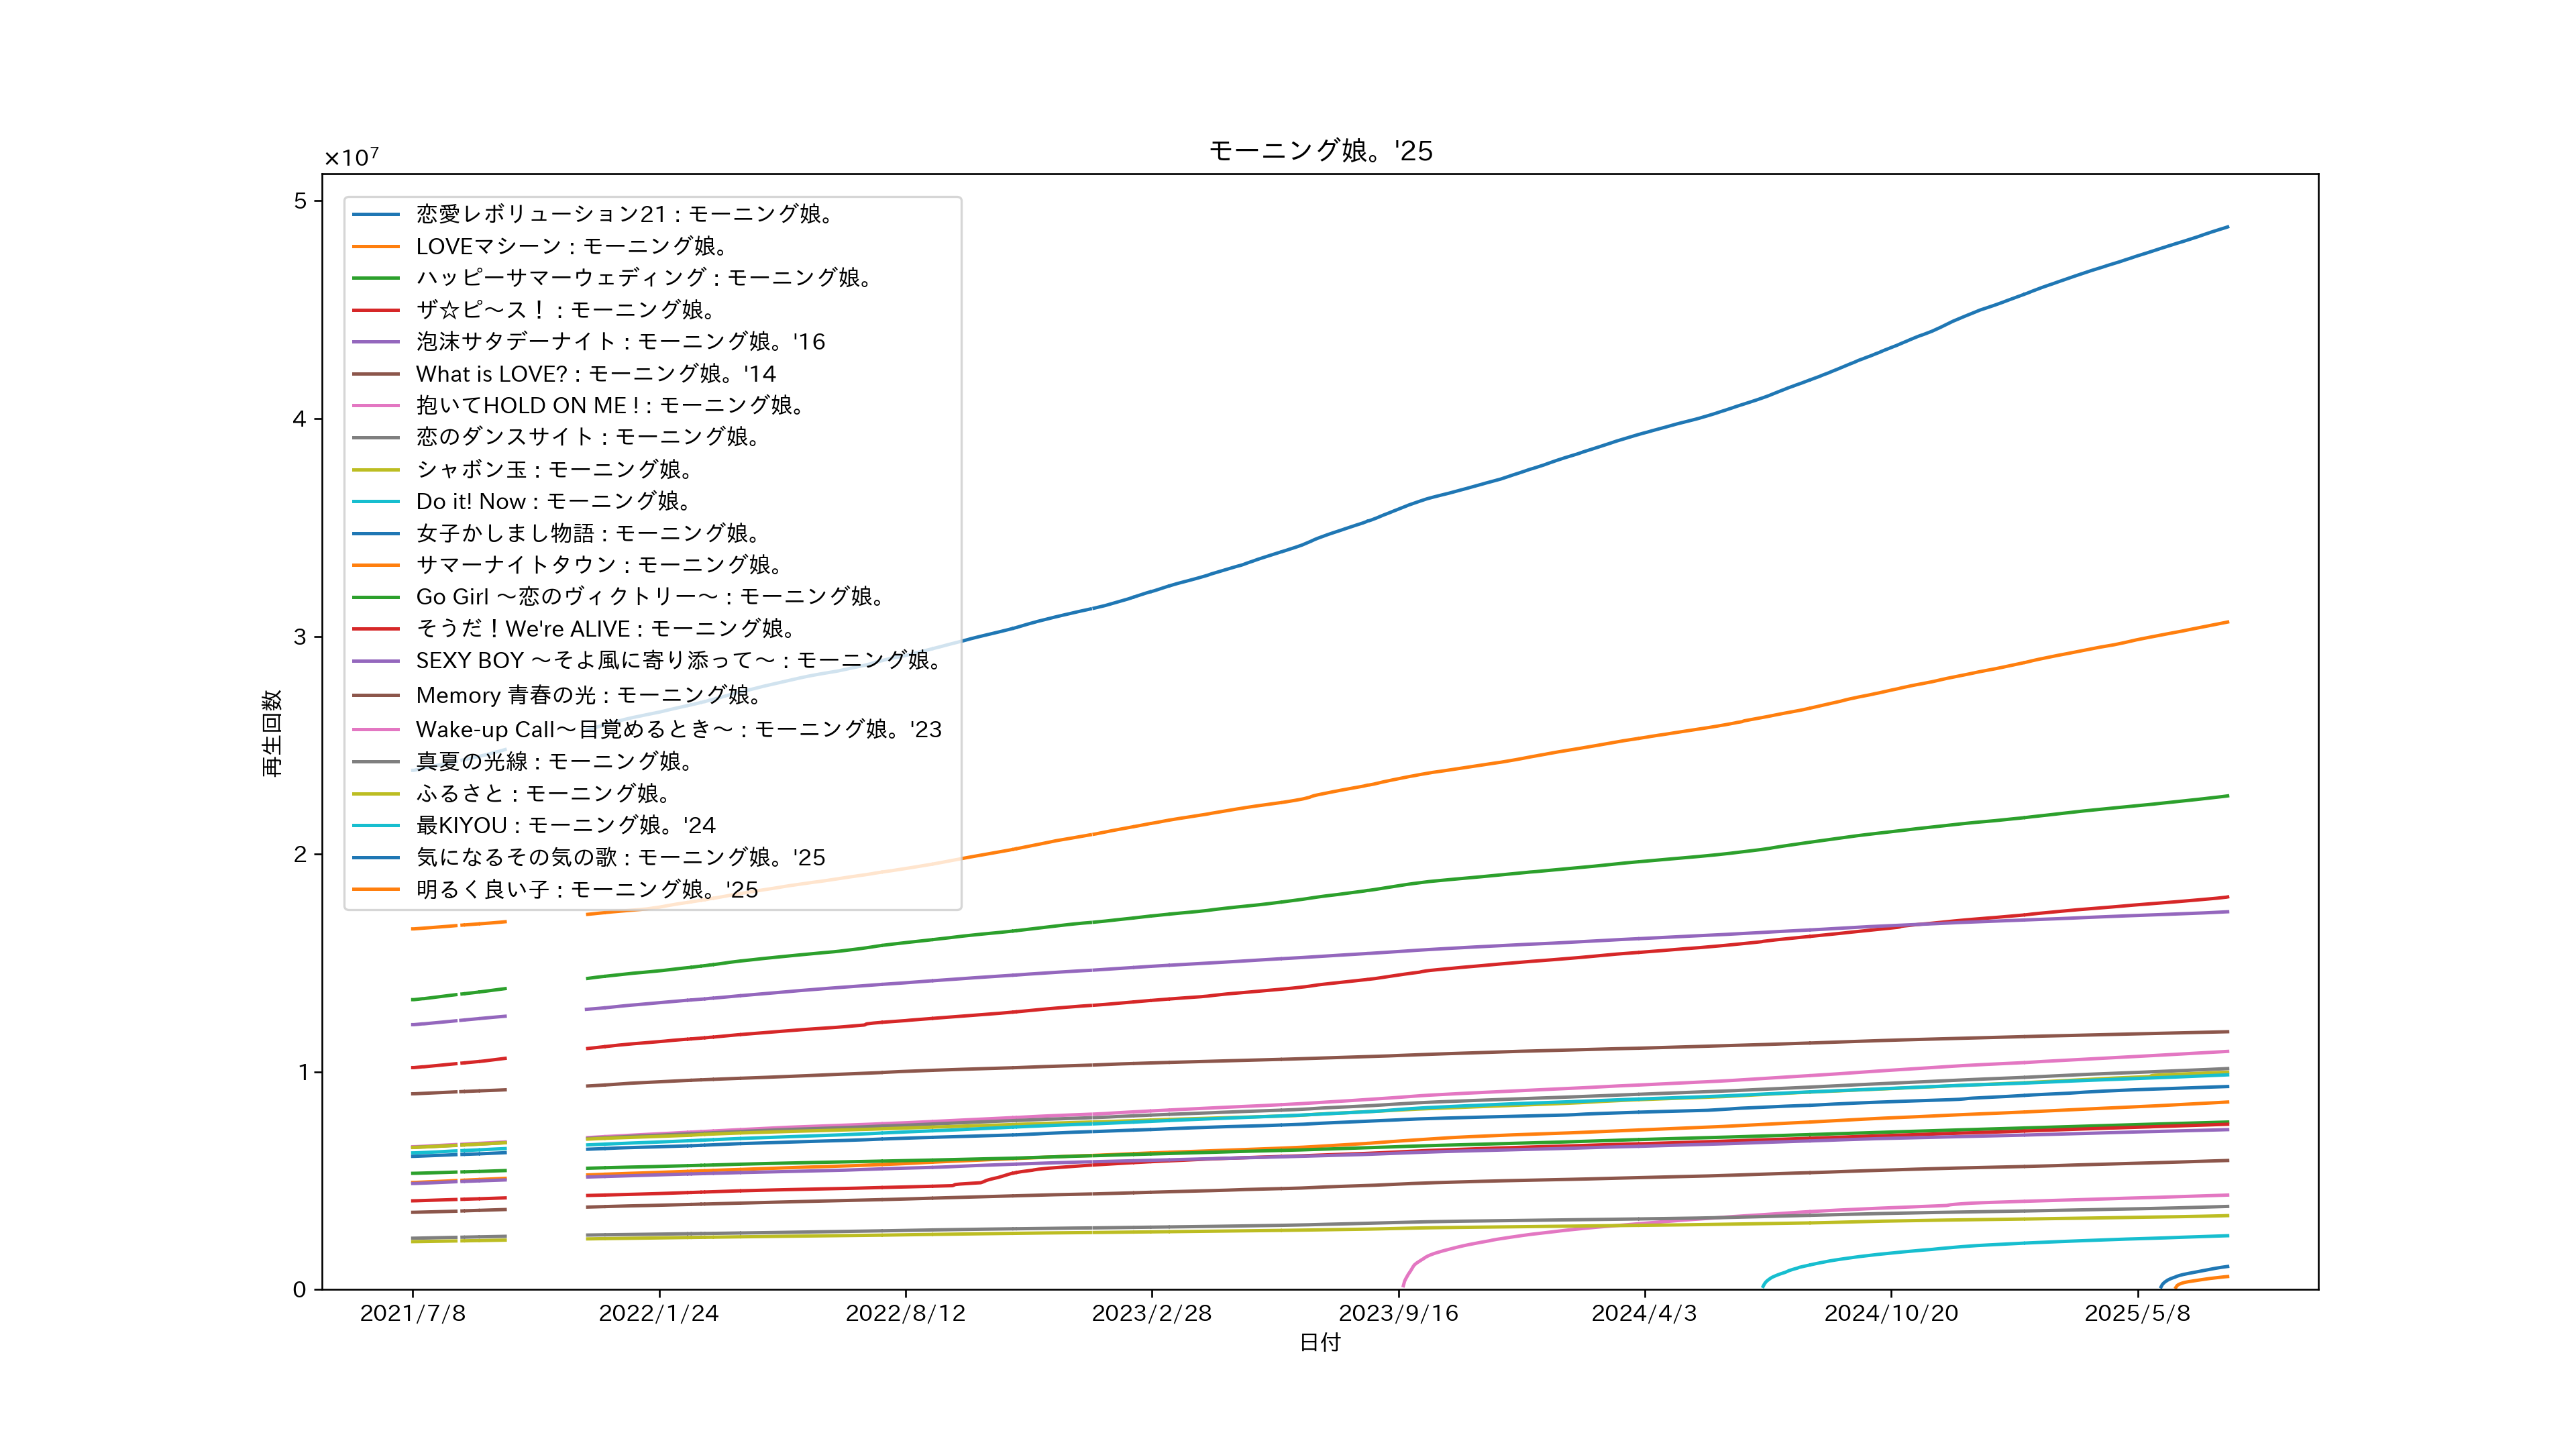 モーニング娘。'25
×10⁷
5
4
3
2
1
0
再生回数
恋愛レボリューション21 : モーニング娘。
LOVEマシーン : モーニング娘。
ハッピーサマーウェディング : モーニング娘。
ザ☆ピ～ス！ : モーニング娘。
泡沫サタデーナイト : モーニング娘。'16
What is LOVE? : モーニング娘。'14
抱いてHOLD ON ME ! : モーニング娘。
恋のダンスサイト : モーニング娘。
シャボン玉 : モーニング娘。
Do it! Now : モーニング娘。
女子かしまし物語 : モーニング娘。
サマーナイトタウン : モーニング娘。
Go Girl ～恋のヴィクトリー～ : モーニング娘。
そうだ！We're ALIVE : モーニング娘。
SEXY BOY ～そよ風に寄り添って～ : モーニング娘。
Memory 青春の光 : モーニング娘。
Wake-up Call～目覚めるとき～ : モーニング娘。'23
真夏の光線 : モーニング娘。
ふるさと : モーニング娘。
最KIYOU : モーニング娘。'24
気になるその気の歌 : モーニング娘。'25
明るく良い子 : モーニング娘。'25
2021/7/8 2022/1/24 2022/8/12 2023/2/28 2023/9/16 2024/4/3 2024/10/20 2025/5/8
日付